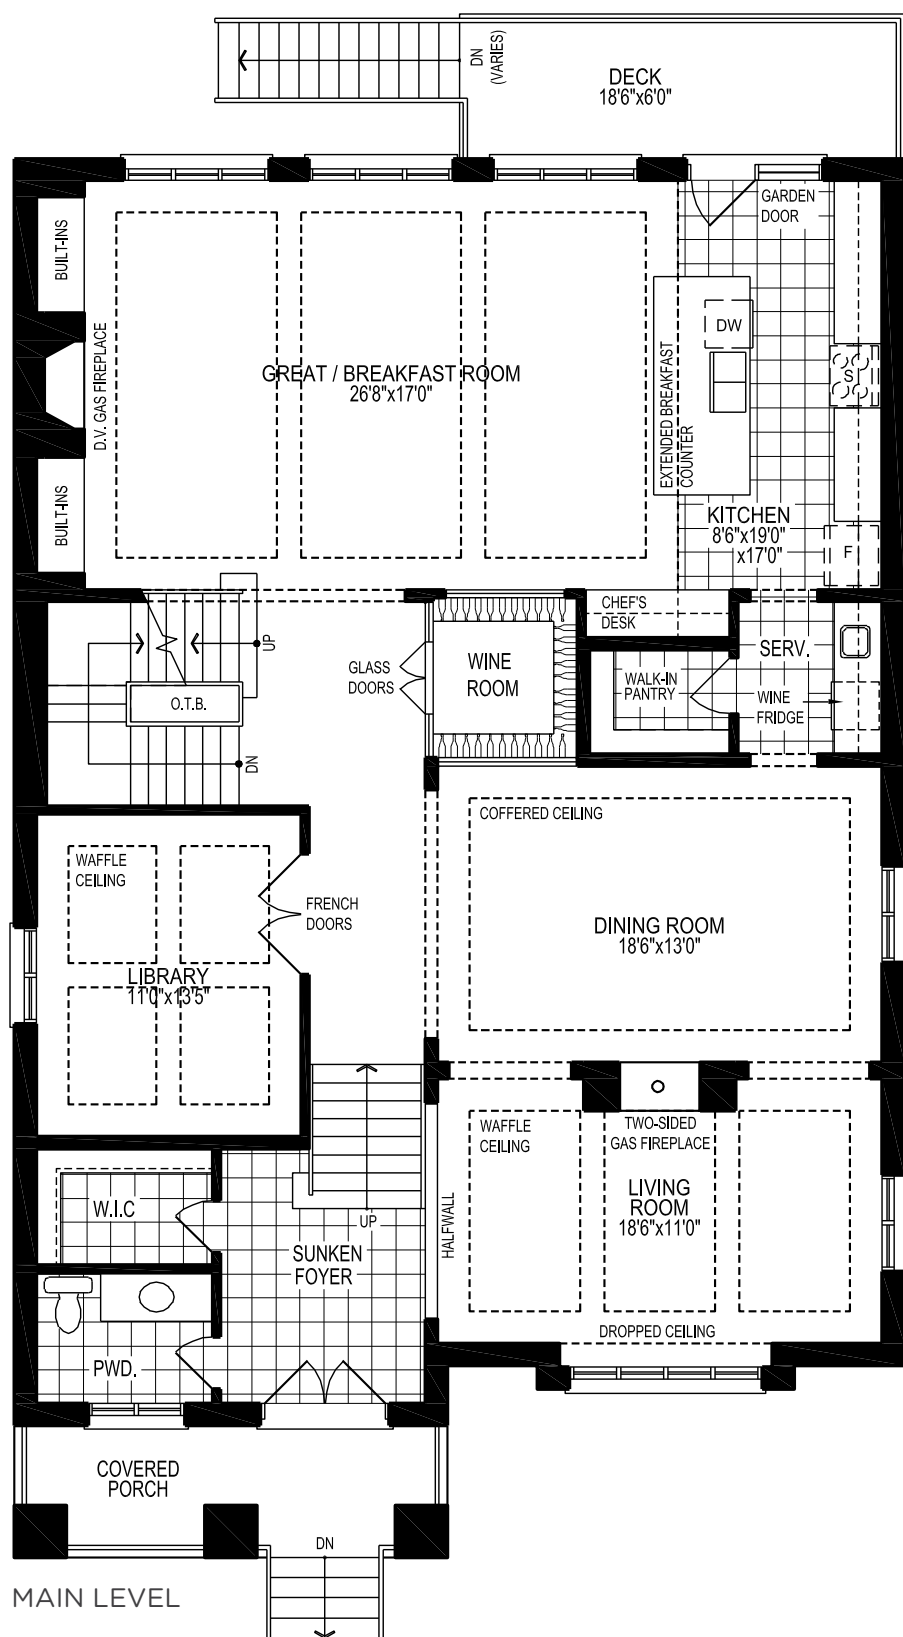 DN
(VARIES)
DECK
18'6"x6'0"
GARDEN
DOOR
BUILT-INS
DW
D.V. GAS FIREPLACE
GREAT / BREAKFAST ROOM
26'8"x17'0"
EXTENDED BREAKFAST
COUNTER
S
BUILT-INS
KITCHEN
8'6"x19'0"
x17'0"
F
CHEF'S
DESK
UP
GLASS
DOORS
WINE
ROOM
SERV.
WALK-IN
PANTRY
WINE
FRIDGE
O.T.B.
DN
COFFERED CEILING
WAFFLE
CEILING
FRENCH
DOORS
DINING ROOM
18'6"x13'0"
LIBRARY
11'0"x13'5"
WAFFLE
CEILING
TWO-SIDED
GAS FIREPLACE
LIVING
ROOM
18'6"x11'0"
W.I.C
UP
HALFWALL
SUNKEN
FOYER
DROPPED CEILING
PWD.
COVERED
PORCH
DN
MAIN LEVEL